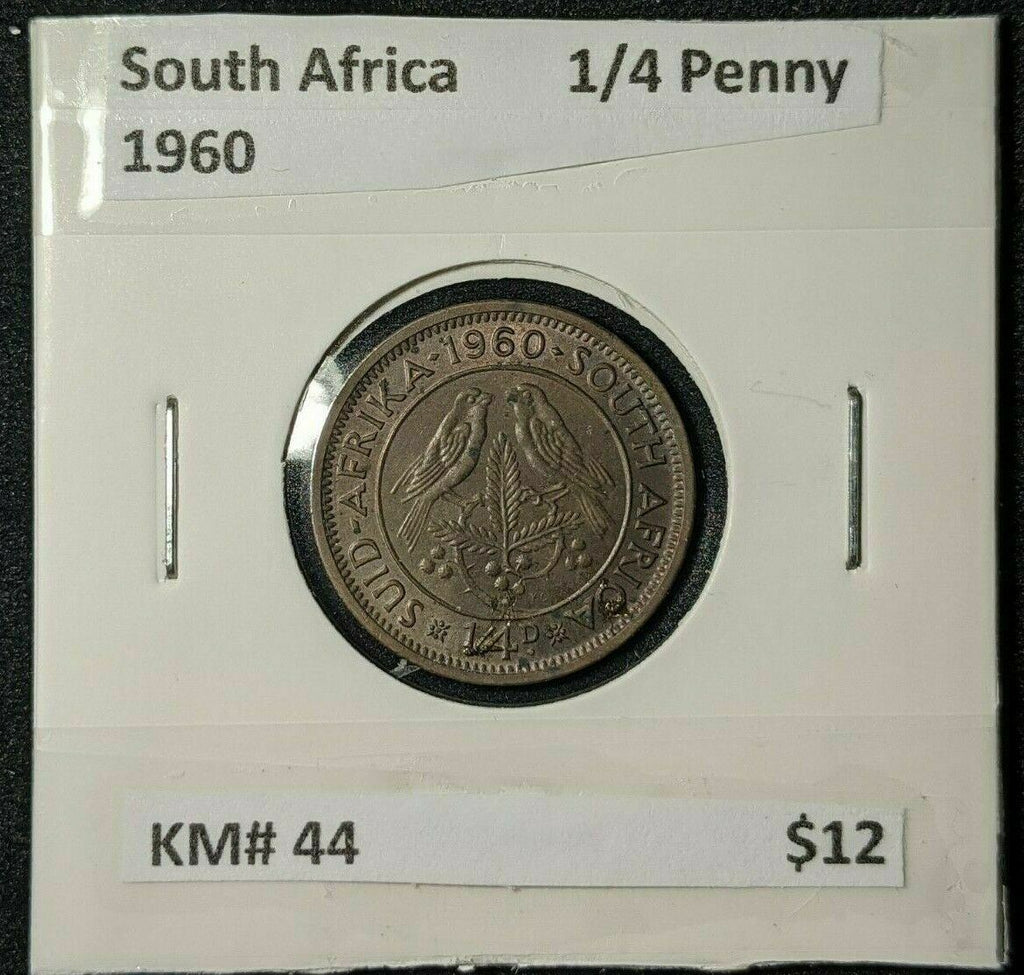 South Africa 1/4 Penny
1960
SUID-AFRIKA · 1960 · SOUTH AFRICA
1/4 D
KM# 44 $12